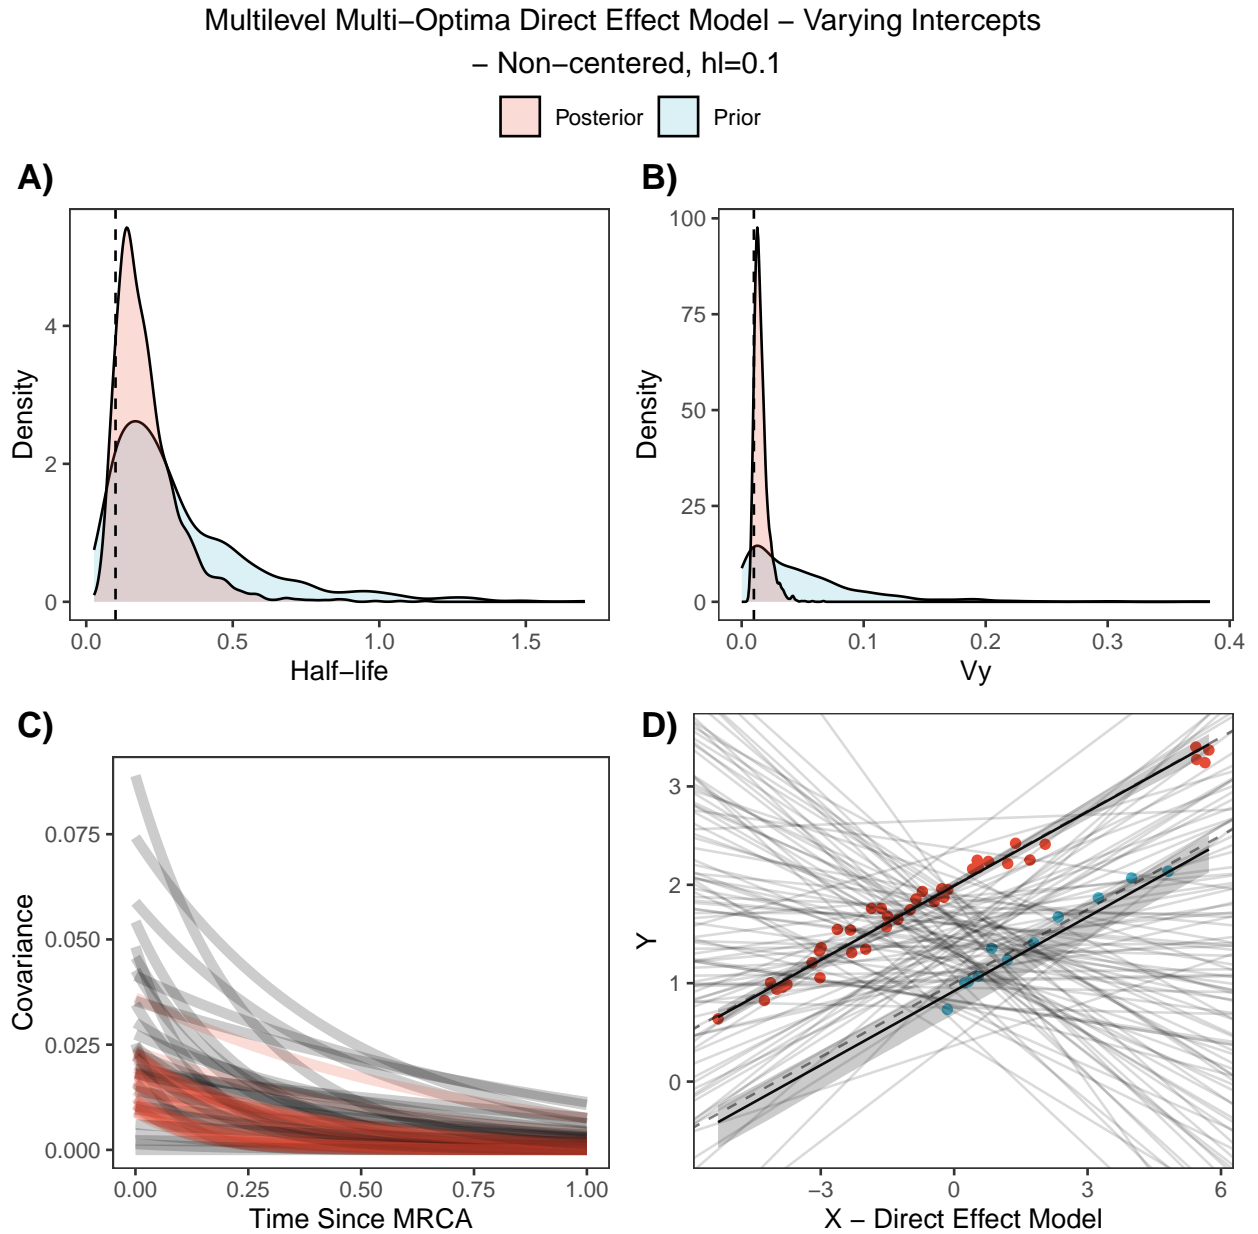 Multilevel Multi−Optima Direct Effect Model − Varying Intercepts
− Non−centered, hl=0.1
Posterior Prior
A)
Density
4
2
0
0.0 0.5 1.0 1.5
Half−life
B)
Density
100
75
50
25
0
0.0 0.1 0.2 0.3 0.4
Vy
C)
Covariance
0.075
0.050
0.025
0.000
0.00 0.25 0.50 0.75 1.00
Time Since MRCA
D)
Y
3
2
1
0
−3 0 3 6
X − Direct Effect Model